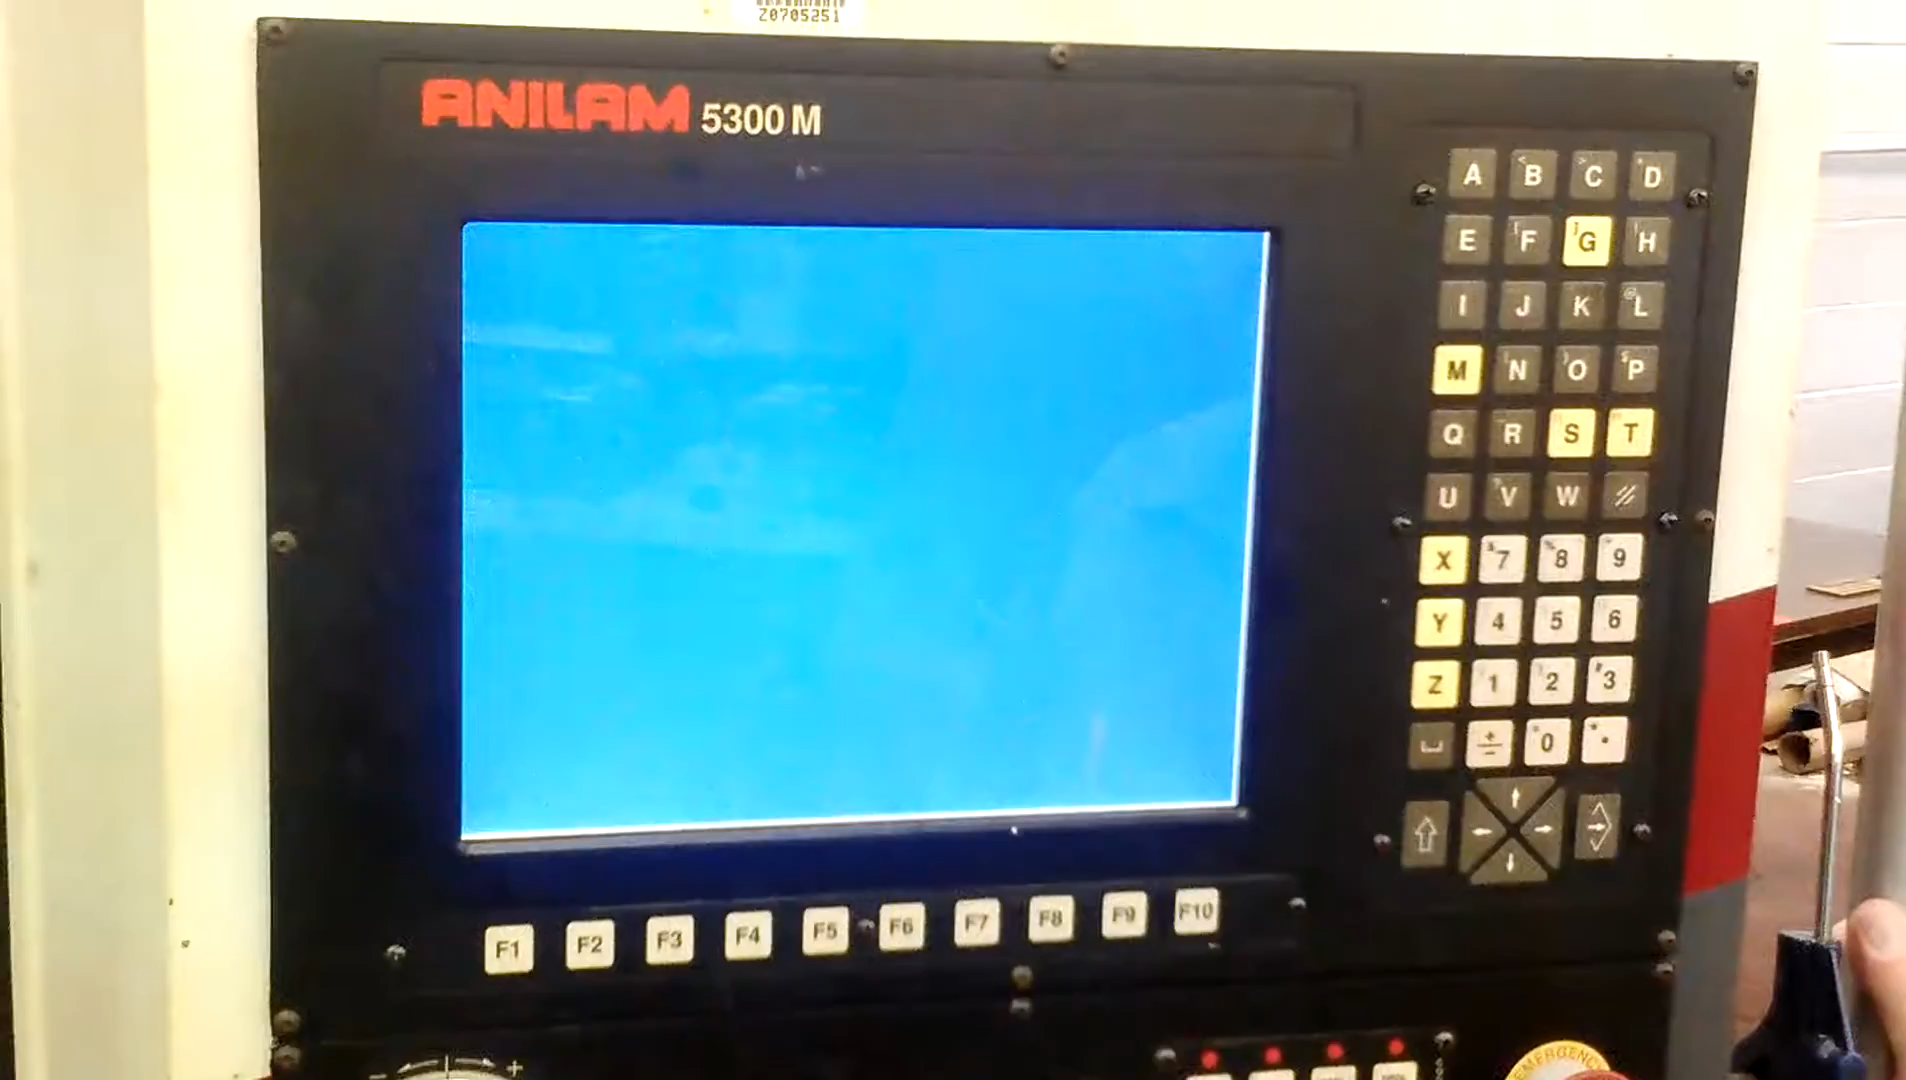 Z0705251
ANILAM 5300 M
A B C D
E F G H
I J K L
M N O P
Q R S T
U V W
X 7 8 9
Y 4 5 6
Z 1 2 3
0 .
F1 F2 F3 F4 F5 F6 F7 F8 F9 F10
- +
EMERGENC